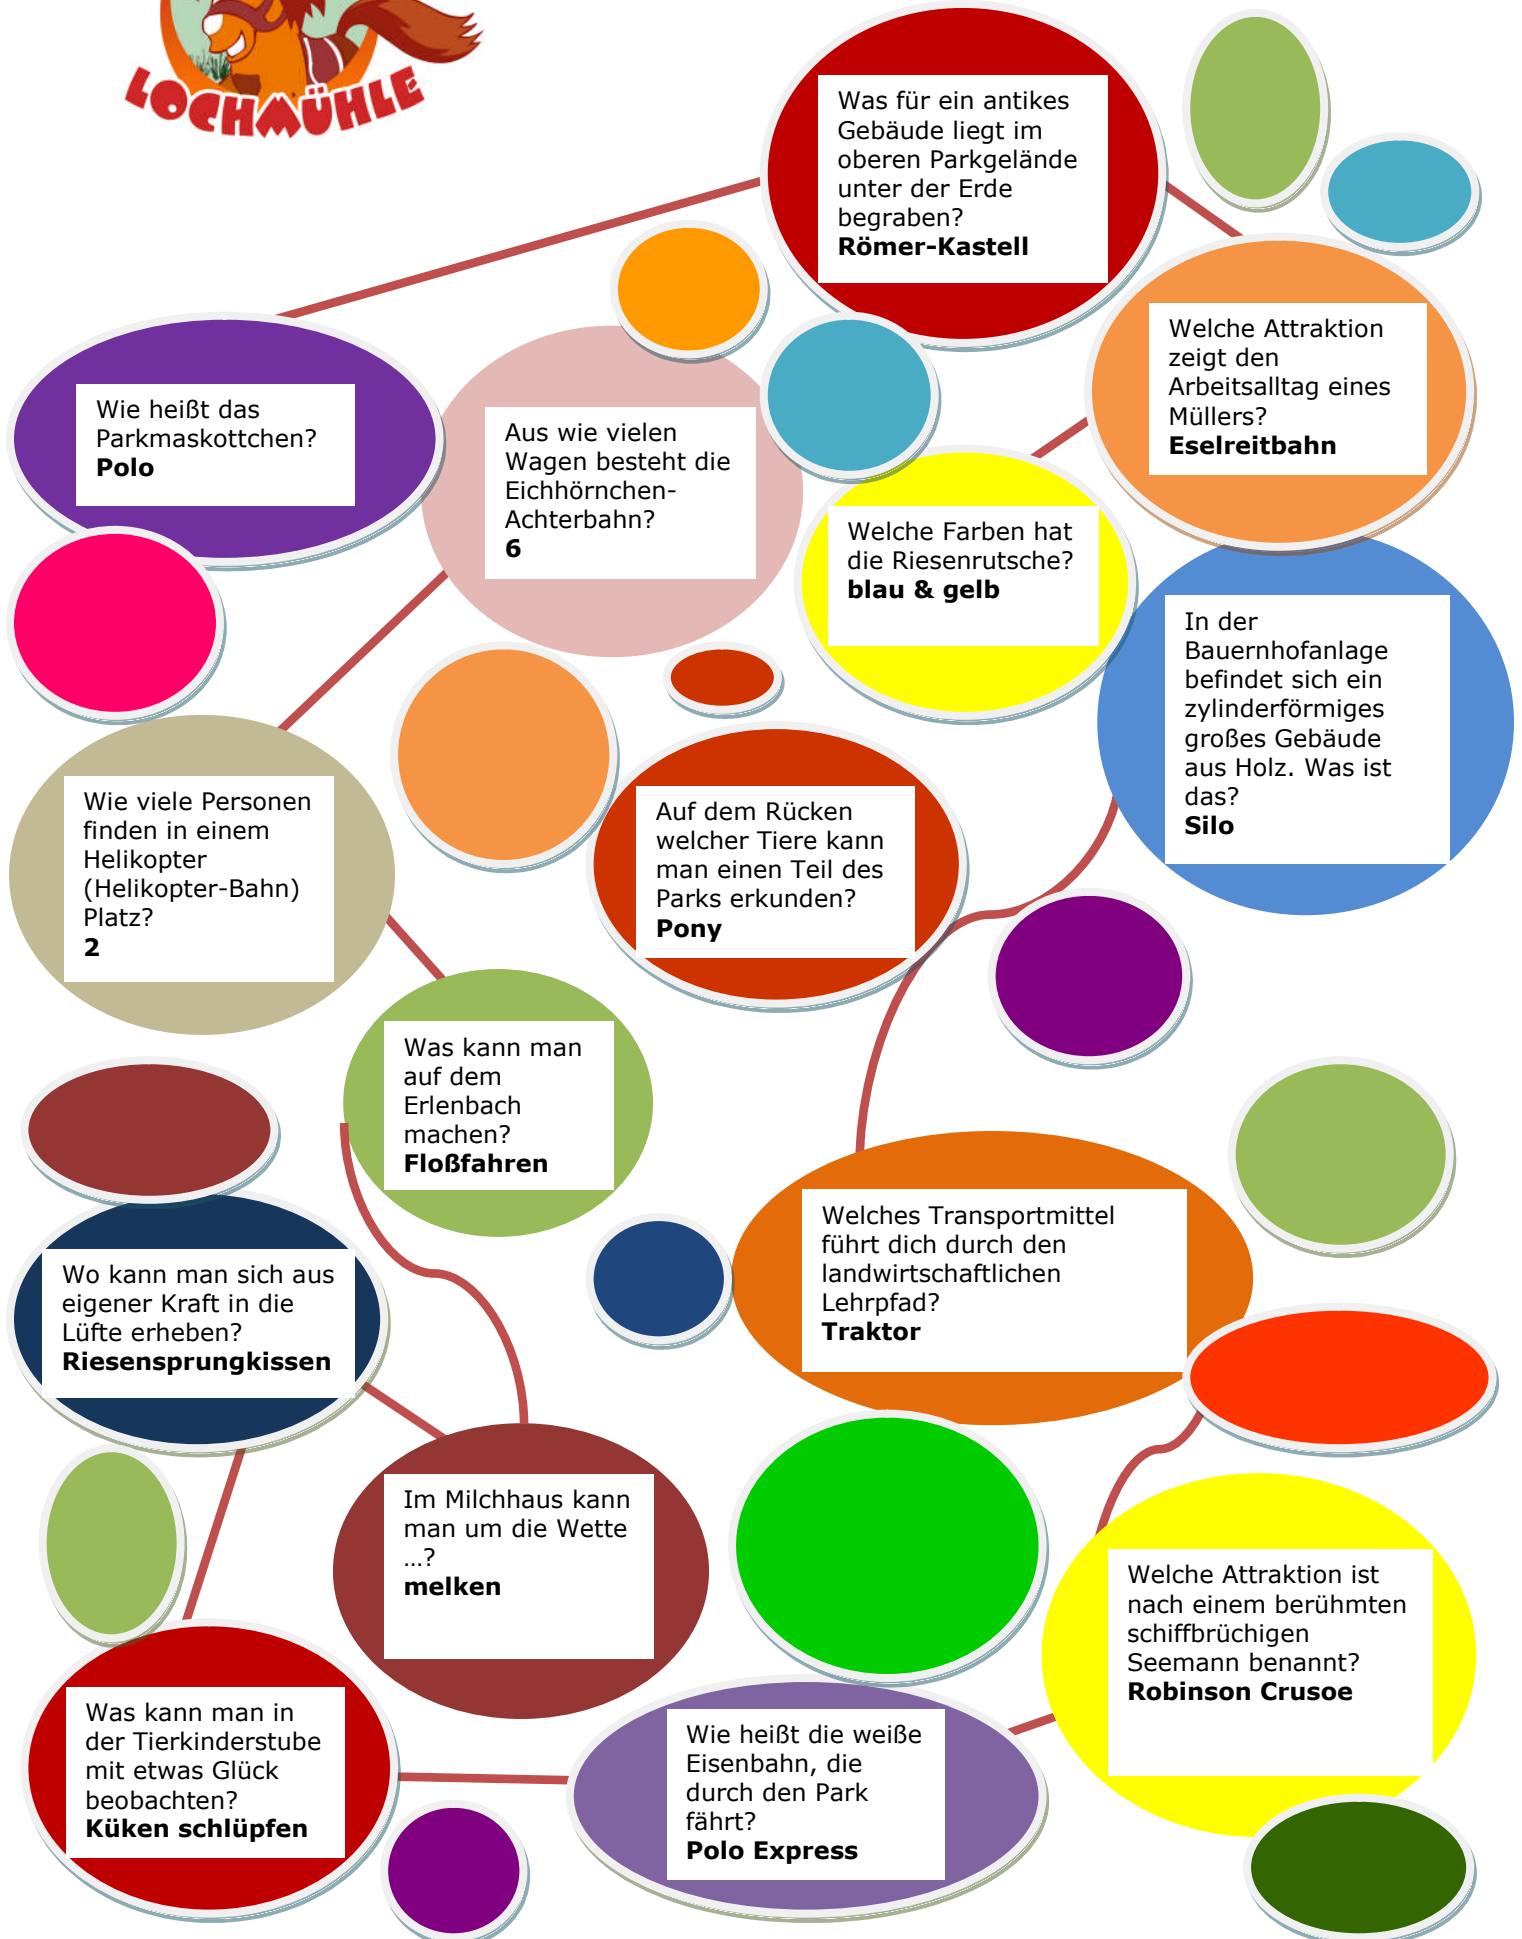 LOCHMÜHLE
Was für ein antikes
Gebäude liegt im
oberen Parkgelände
unter der Erde
begraben?
Römer-Kastell
Welche Attraktion
zeigt den
Arbeitsalltag eines
Müllers?
Eselreitbahn
Wie heißt das
Parkmaskottchen?
Polo
Aus wie vielen
Wagen besteht die
Eichhörnchen-
Achterbahn?
6
Welche Farben hat
die Riesenrutsche?
blau & gelb
In der
Bauernhofanlage
befindet sich ein
zylinderförmiges
großes Gebäude
aus Holz. Was ist
das?
Silo
Wie viele Personen
finden in einem
Helikopter
(Helikopter-Bahn)
Platz?
2
Auf dem Rücken
welcher Tiere kann
man einen Teil des
Parks erkunden?
Pony
Was kann man
auf dem
Erlenbach
machen?
Floßfahren
Welches Transportmittel
führt dich durch den
landwirtschaftlichen
Lehrpfad?
Traktor
Wo kann man sich aus
eigener Kraft in die
Lüfte erheben?
Riesensprungkissen
Im Milchhaus kann
man um die Wette
…?
melken
Welche Attraktion ist
nach einem berühmten
schiffbrüchigen
Seemann benannt?
Robinson Crusoe
Was kann man in
der Tierkinderstube
mit etwas Glück
beobachten?
Küken schlüpfen
Wie heißt die weiße
Eisenbahn, die
durch den Park
fährt?
Polo Express